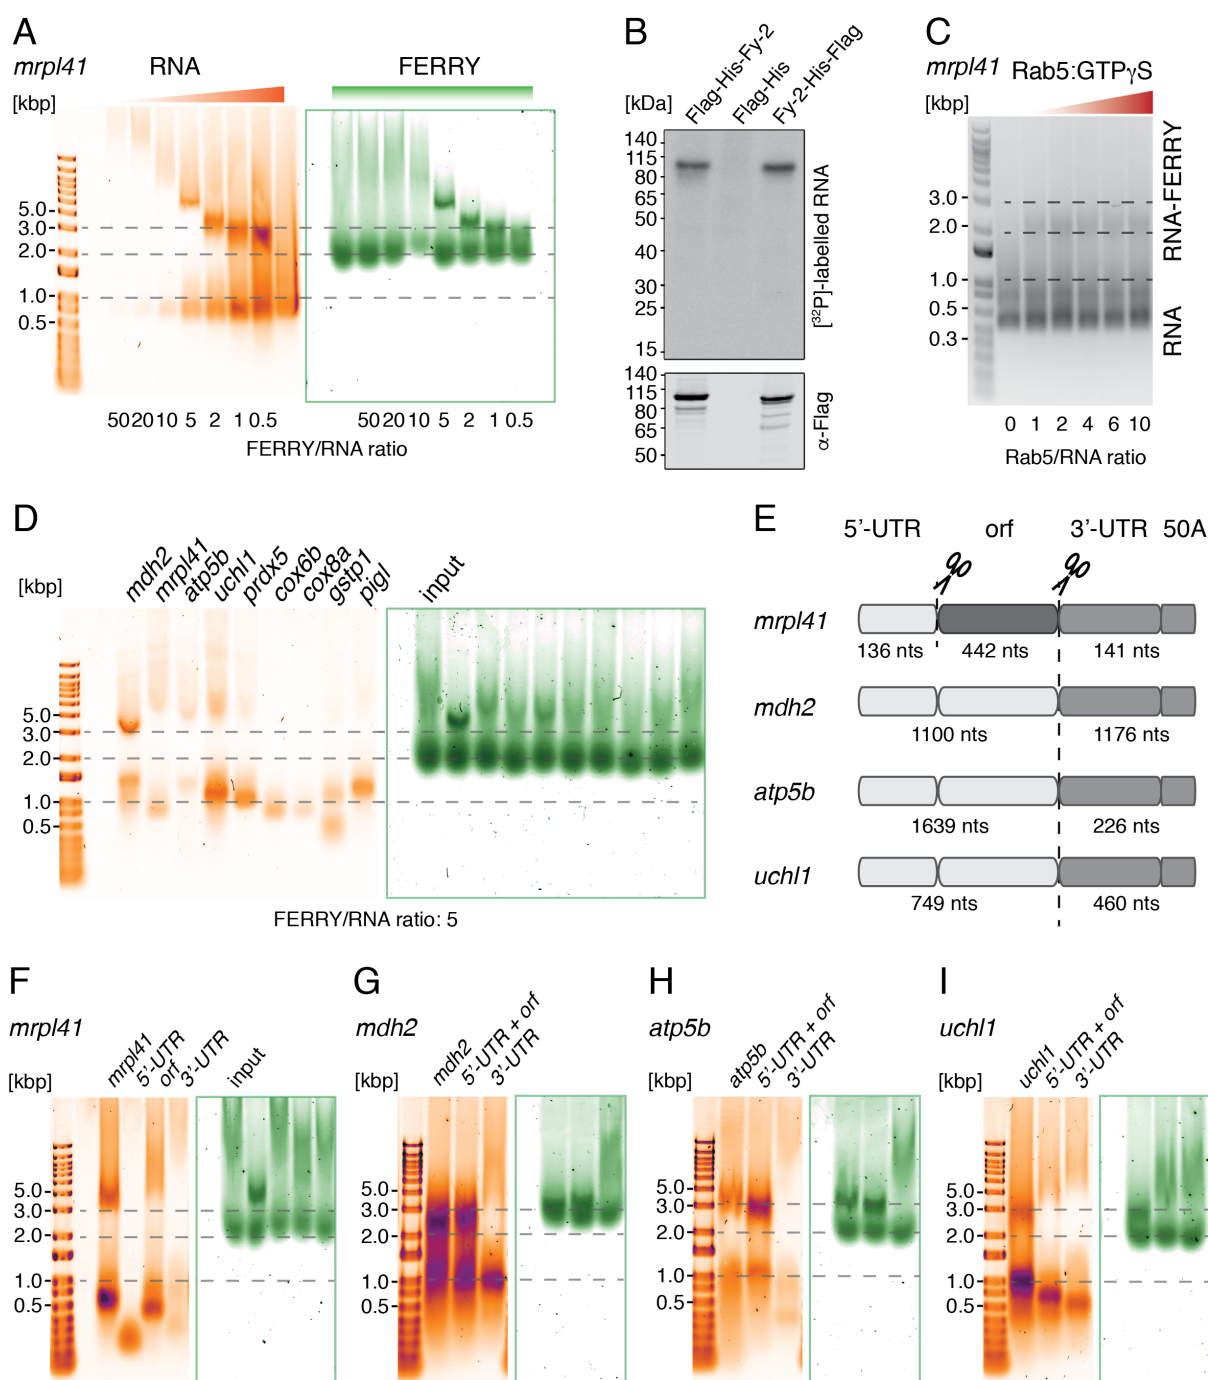 A
mrpl41 RNA FERRY
[kbp]
5.0
3.0
2.0
1.0
0.5
50 20 10 5 2 1 0.5 50 20 10 5 2 1 0.5
FERRY/RNA ratio
B
Flag-His-Fy-2
Flag-His
Fy-2-His-Flag
[kDa]
140
115
80
65
50
40
30
25
15
[32P]-labelled RNA
140
115
80
65
50
α-Flag
C
mrpl41 Rab5:GTPγS
[kbp]
3.0
2.0
1.0
0.5
0.3
RNA-FERRY
RNA
0 1 2 4 6 10
Rab5/RNA ratio
D
[kbp]
mdh2
mrpl41
atp5b
uchl1
prdx5
cox6b
cox8a
gstp1
pigl
input
5.0
3.0
2.0
1.0
0.5
FERRY/RNA ratio: 5
E
5’-UTR orf 3’-UTR 50A
mrpl41
136 nts 442 nts 141 nts
mdh2
1100 nts 1176 nts
atp5b
1639 nts 226 nts
uchl1
749 nts 460 nts
F
mrpl41
[kbp]
mrpl41
5’-UTR
orf
3’-UTR
input
5.0
3.0
2.0
1.0
0.5
G
mdh2
[kbp]
mdh2
5’-UTR + orf
3’-UTR
5.0
3.0
2.0
1.0
0.5
H
atp5b
[kbp]
atp5b
5’-UTR + orf
3’-UTR
5.0
3.0
2.0
1.0
0.5
I
uchl1
[kbp]
uchl1
5’-UTR + orf
3’-UTR
5.0
3.0
2.0
1.0
0.5